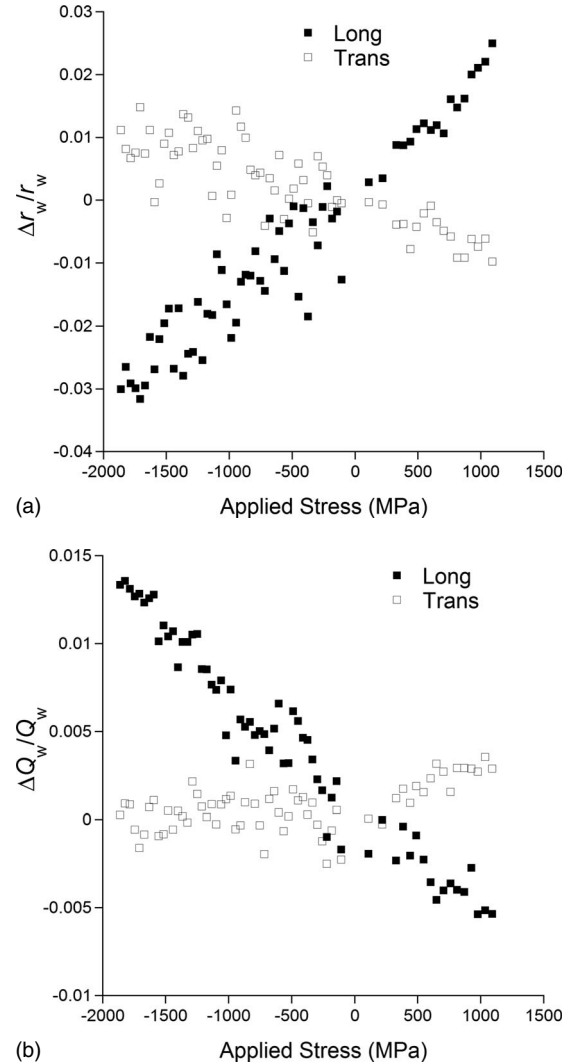 0.03
0.02
0.01
0
-0.01
-0.02
-0.03
-0.04
Δr_w/r_w
Long
Trans
-2000 -1500 -1000 -500 0 500 1000 1500
(a) Applied Stress (MPa)
0.015
0.01
0.005
0
-0.005
-0.01
ΔQ_w/Q_w
Long
Trans
-2000 -1500 -1000 -500 0 500 1000 1500
(b) Applied Stress (MPa)